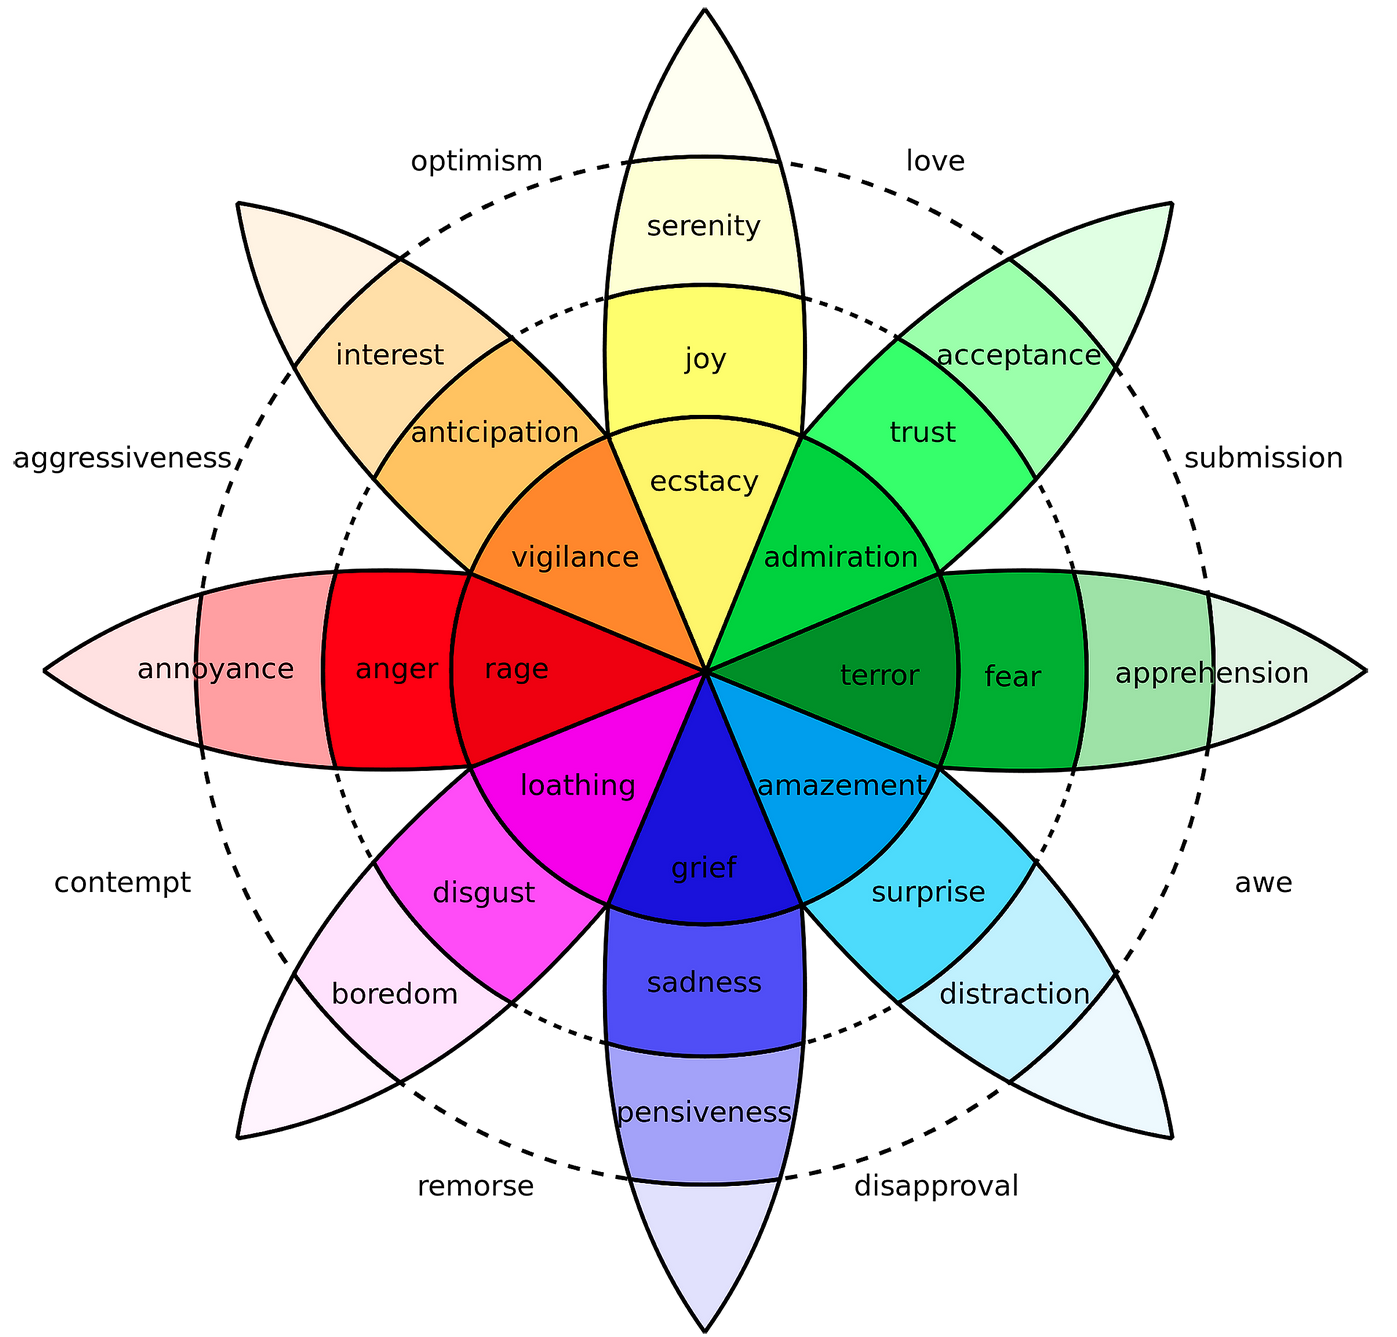 optimism
love
serenity
interest
acceptance
joy
anticipation
trust
aggressiveness
submission
ecstacy
vigilance
admiration
annoyance
anger
rage
terror
fear
apprehension
loathing
amazement
grief
contempt
awe
disgust
surprise
sadness
boredom
distraction
pensiveness
remorse
disapproval